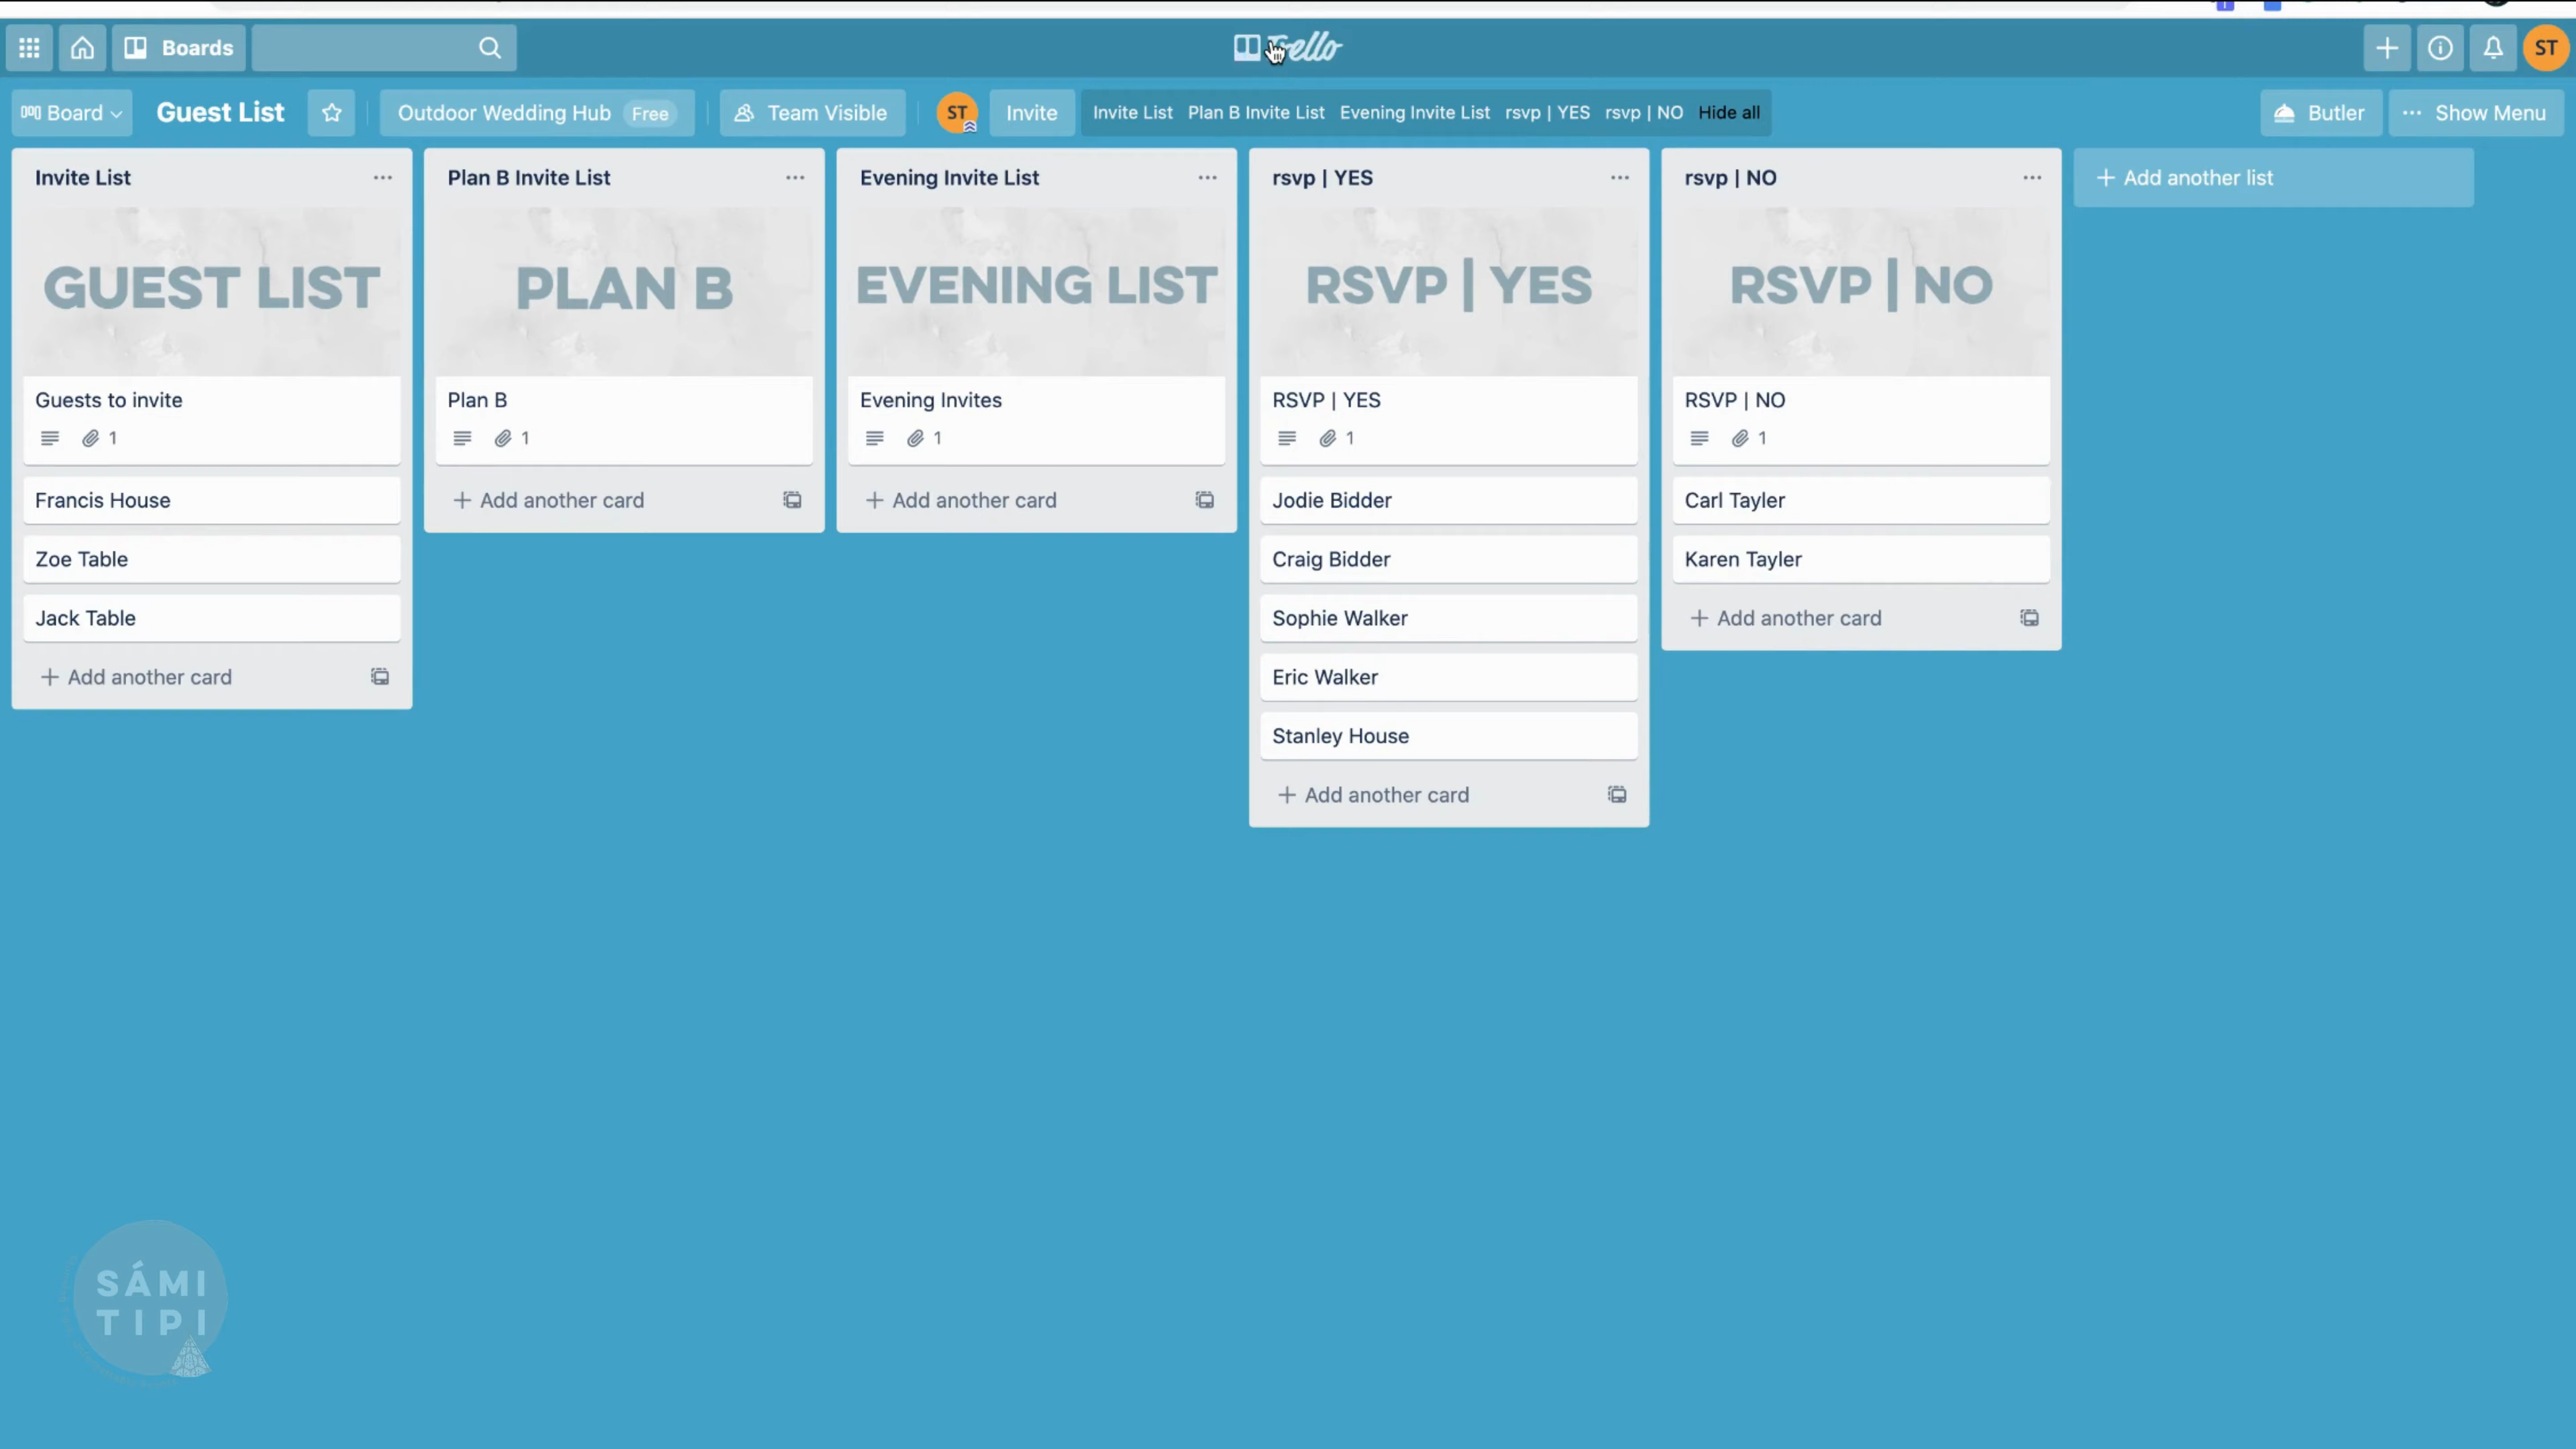 Boards
Trello
ST
Board
Guest List
Outdoor Wedding Hub Free
Team Visible
ST
Invite
Invite List Plan B Invite List Evening Invite List rsvp | YES rsvp | NO Hide all
Butler
Show Menu
Invite List
GUEST LIST
Guests to invite
1
Francis House
Zoe Table
Jack Table
+ Add another card
Plan B Invite List
PLAN B
Plan B
1
+ Add another card
Evening Invite List
EVENING LIST
Evening Invites
1
+ Add another card
rsvp | YES
RSVP | YES
RSVP | YES
1
Jodie Bidder
Craig Bidder
Sophie Walker
Eric Walker
Stanley House
+ Add another card
rsvp | NO
RSVP | NO
RSVP | NO
1
Carl Tayler
Karen Tayler
+ Add another card
+ Add another list
SÁMI
TIPI